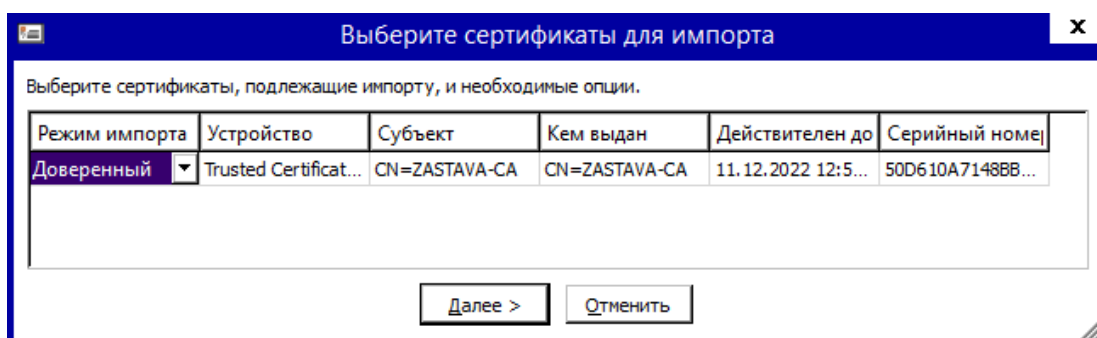 Выберите сертификаты для импорта x
Выберите сертификаты, подлежащие импорту, и необходимые опции.
Режим импорта Устройство Субъект Кем выдан Действителен до Серийный номер
Доверенный Trusted Certificat... CN=ZASTAVA-CA CN=ZASTAVA-CA 11.12.2022 12:5... 50D610A7148BB...
Далее > Отменить